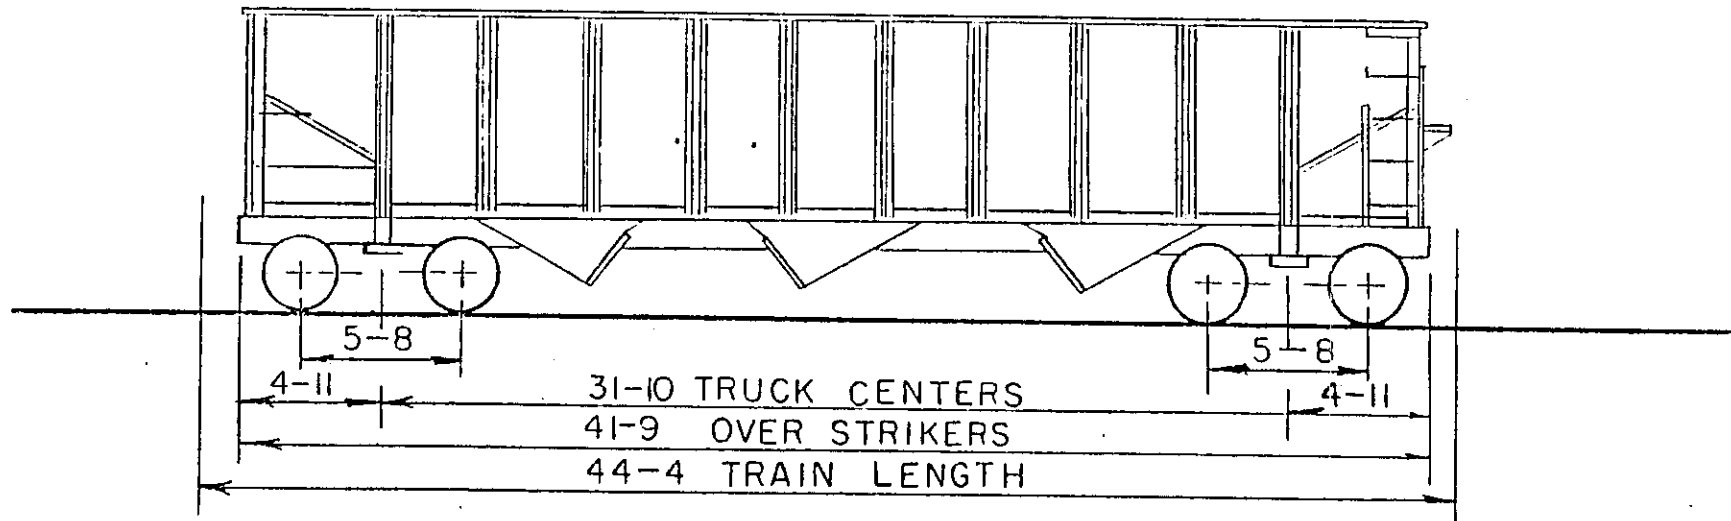 5-8
5-8
4-11
31-10 TRUCK CENTERS
4-11
41-9 OVER STRIKERS
44-4 TRAIN LENGTH